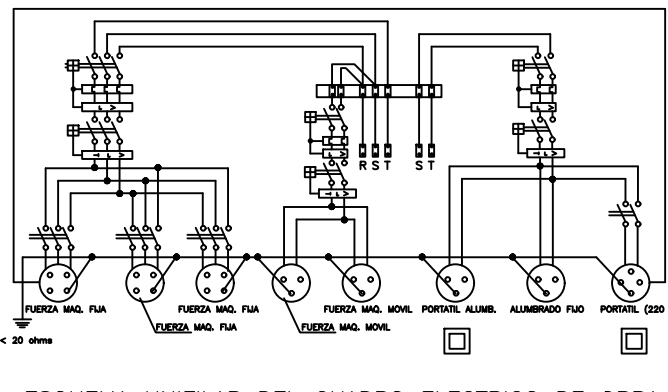 R S T S T
FUERZA MAQ. FIJA
FUERZA MAQ. FIJA
FUERZA MAQ. MOVIL
PORTATIL ALUMB.
ALUMBRADO FIJO
PORTATIL (220
FUERZA MAQ. FIJA
FUERZA MAQ. MOVIL
< 20 ohms